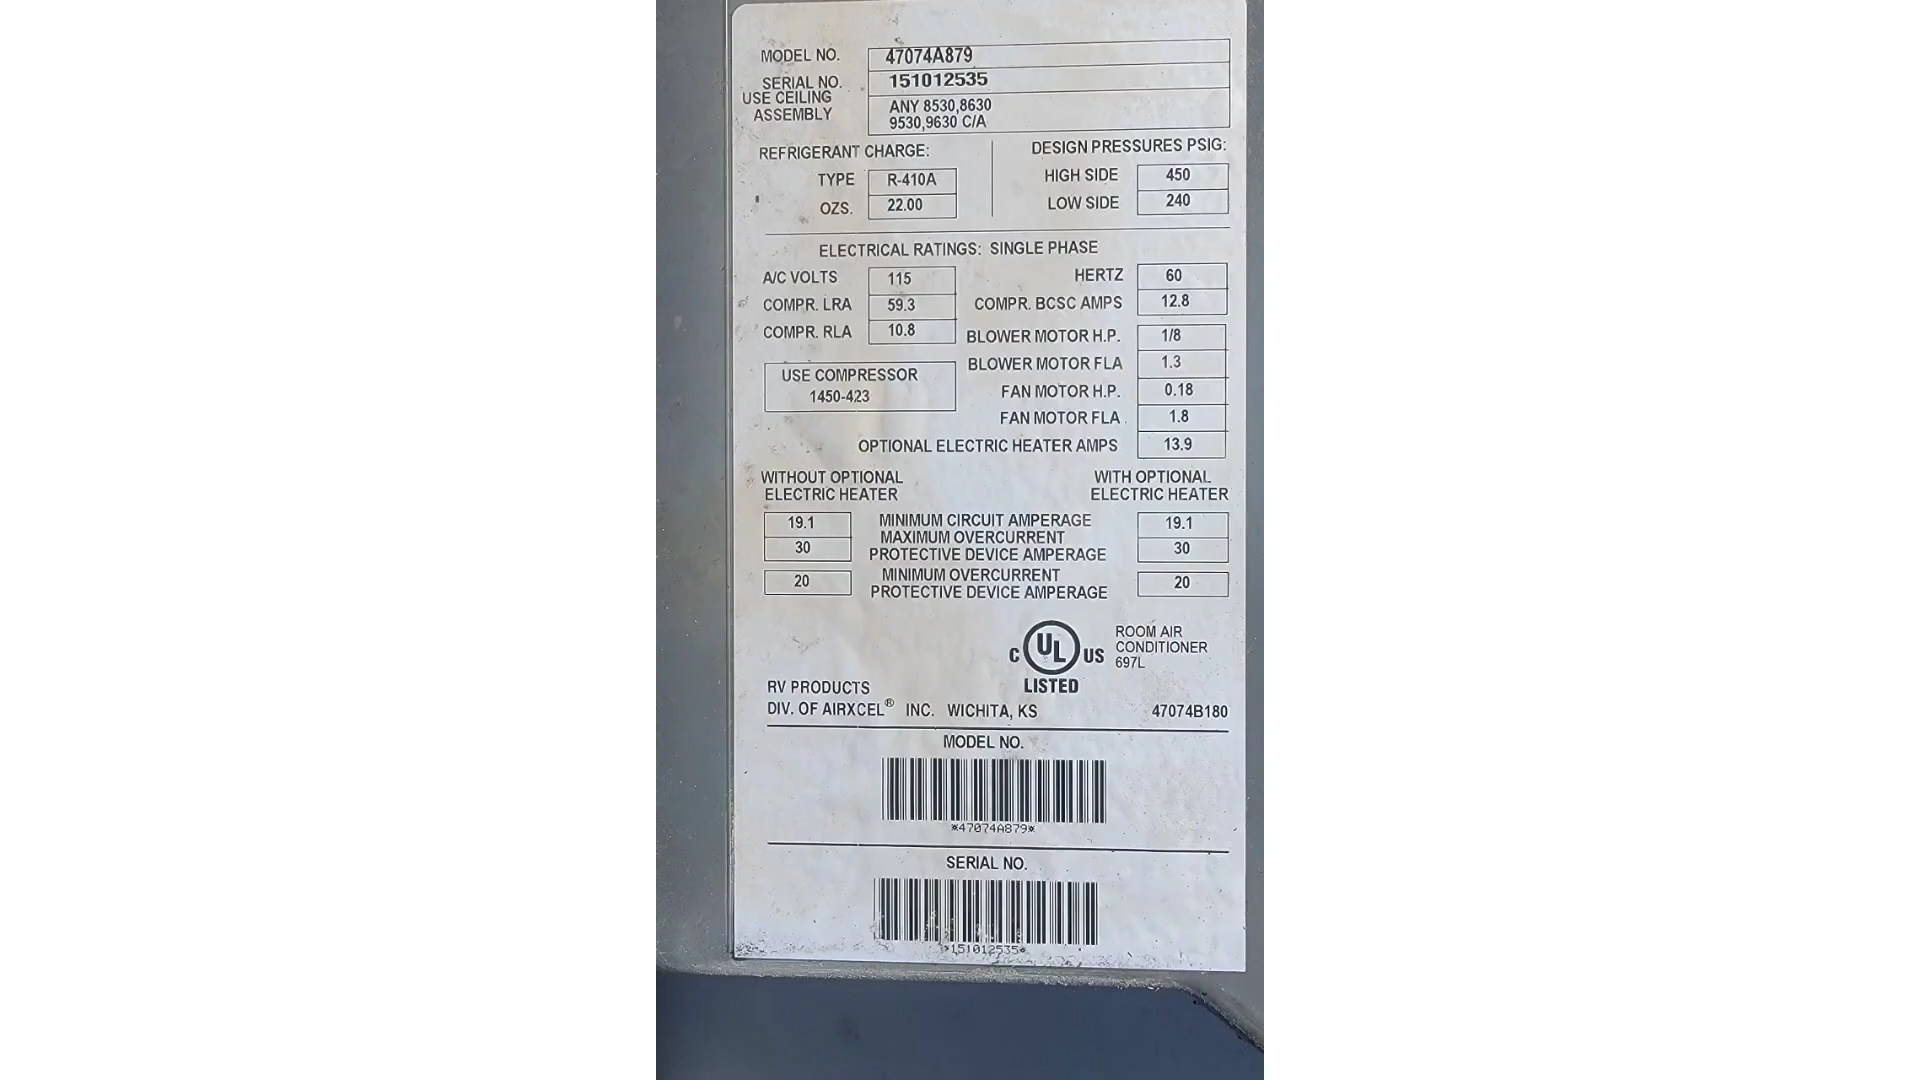 MODEL NO. 47074A879
SERIAL NO. 151012535
USE CEILING ANY 8530,8630
ASSEMBLY 9530,9630 C/A
REFRIGERANT CHARGE: DESIGN PRESSURES PSIG:
TYPE R-410A HIGH SIDE 450
OZS. 22.00 LOW SIDE 240
ELECTRICAL RATINGS: SINGLE PHASE
A/C VOLTS 115 HERTZ 60
COMPR. LRA 59.3 COMPR. BCSC AMPS 12.8
COMPR. RLA 10.8 BLOWER MOTOR H.P. 1/8
BLOWER MOTOR FLA 1.3
USE COMPRESSOR
1450-423
FAN MOTOR H.P. 0.18
FAN MOTOR FLA 1.8
OPTIONAL ELECTRIC HEATER AMPS 13.9
WITHOUT OPTIONAL WITH OPTIONAL
ELECTRIC HEATER ELECTRIC HEATER
19.1 MINIMUM CIRCUIT AMPERAGE 19.1
30 MAXIMUM OVERCURRENT 30
PROTECTIVE DEVICE AMPERAGE
20 MINIMUM OVERCURRENT 20
PROTECTIVE DEVICE AMPERAGE
C UL US
LISTED
ROOM AIR
CONDITIONER
697L
RV PRODUCTS
DIV. OF AIRXCEL® INC. WICHITA, KS 47074B180
MODEL NO.
*47074A879*
SERIAL NO.
*151012535*